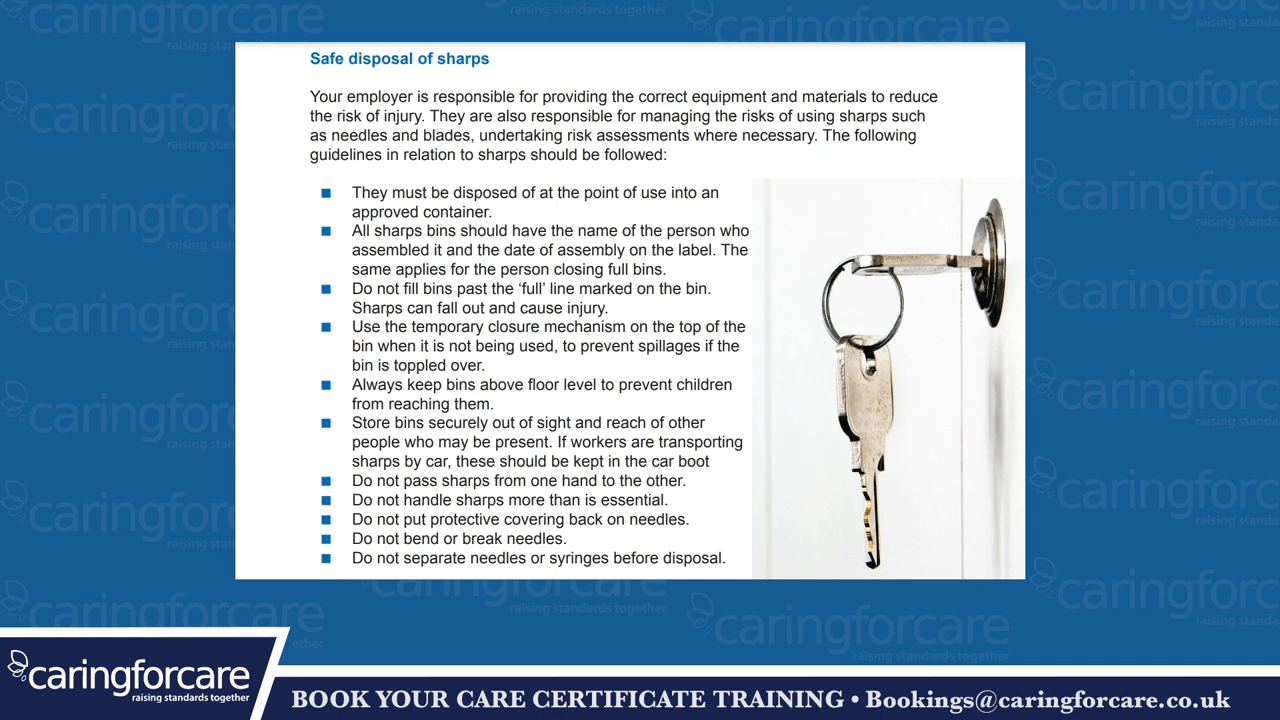 Safe disposal of sharps
Your employer is responsible for providing the correct equipment and materials to reduce
the risk of injury. They are also responsible for managing the risks of using sharps such
as needles and blades, undertaking risk assessments where necessary. The following
guidelines in relation to sharps should be followed:
They must be disposed of at the point of use into an
approved container.
All sharps bins should have the name of the person who
assembled it and the date of assembly on the label. The
same applies for the person closing full bins.
Do not fill bins past the ‘full’ line marked on the bin.
Sharps can fall out and cause injury.
Use the temporary closure mechanism on the top of the
bin when it is not being used, to prevent spillages if the
bin is toppled over.
Always keep bins above floor level to prevent children
from reaching them.
Store bins securely out of sight and reach of other
people who may be present. If workers are transporting
sharps by car, these should be kept in the car boot
Do not pass sharps from one hand to the other.
Do not handle sharps more than is essential.
Do not put protective covering back on needles.
Do not bend or break needles.
Do not separate needles or syringes before disposal.
caringforcare
raising standards together
BOOK YOUR CARE CERTIFICATE TRAINING • Bookings@caringforcare.co.uk